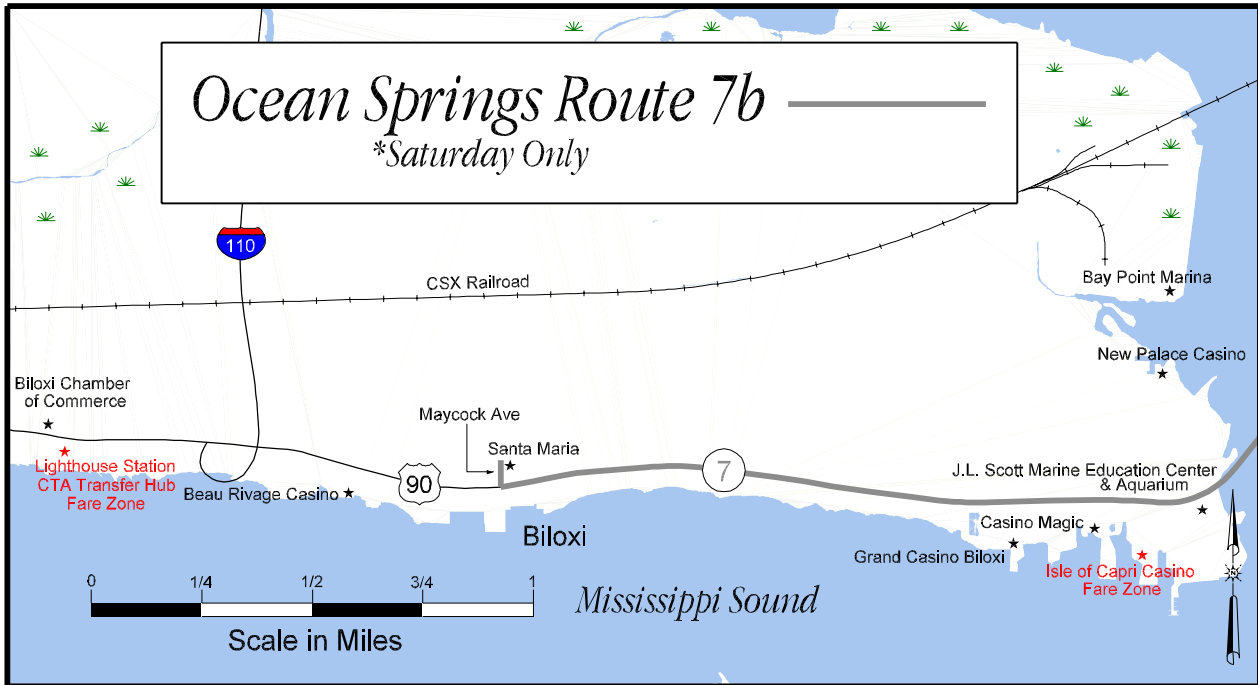 Ocean Springs Route 7b
*Saturday Only
110
CSX Railroad
Bay Point Marina
New Palace Casino
Biloxi Chamber
of Commerce
Maycock Ave
Santa Maria
Lighthouse Station
CTA Transfer Hub
Fare Zone
Beau Rivage Casino
90
7
J.L. Scott Marine Education Center
& Aquarium
Biloxi
Casino Magic
Grand Casino Biloxi
Isle of Capri Casino
Fare Zone
0 1/4 1/2 3/4 1
Scale in Miles
Mississippi Sound